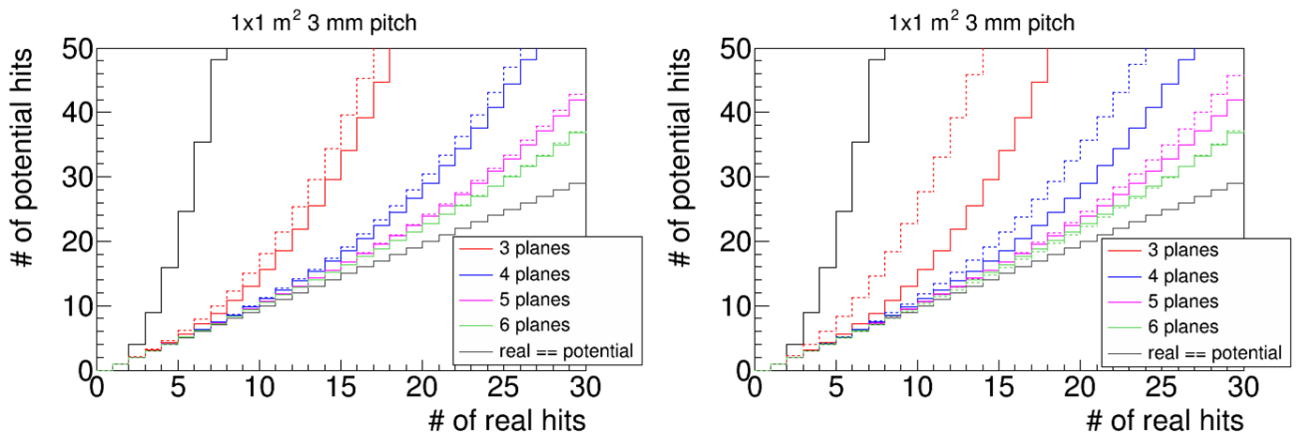 1x1 m² 3 mm pitch
# of potential hits
50
40
30
20
10
0
3 planes
4 planes
5 planes
6 planes
real == potential
0 5 10 15 20 25 30
# of real hits
1x1 m² 3 mm pitch
# of potential hits
50
40
30
20
10
0
3 planes
4 planes
5 planes
6 planes
real == potential
0 5 10 15 20 25 30
# of real hits